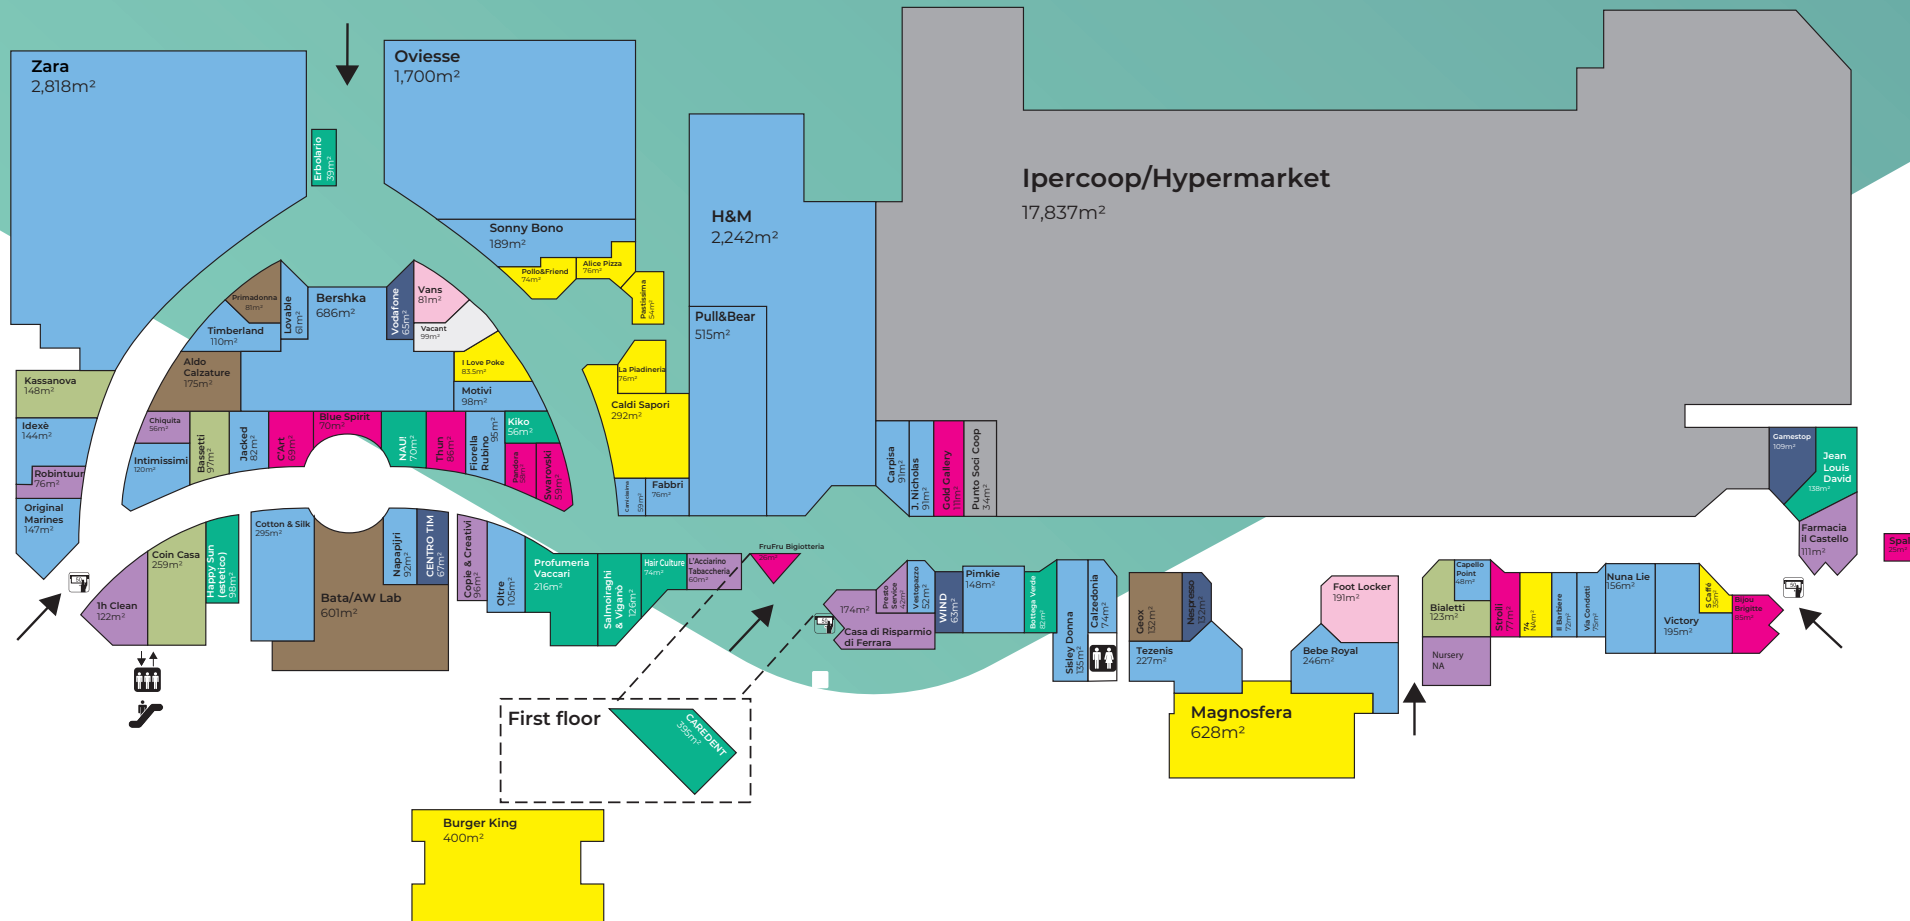 Zara
2,818m²
Oviesse
1,700m²
Erbolario
39m²
Ipercoop/Hypermarket
17,837m²
H&M
2,242m²
Sonny Bono
189m²
Pollo&Friend
74m²
Alice Pizza
76m²
Pastissima
54m²
Primadonna
81m²
Lovable
61m²
Bershka
686m²
Vodafone
65m²
Vans
81m²
Vacant
99m²
Timberland
110m²
Pull&Bear
515m²
Aldo
Calzature
175m²
I Love Poke
83.5m²
Motivi
98m²
La Piadineria
76m²
Caldi Sapori
292m²
Kassanova
148m²
Idexè
144m²
Robintuur
76m²
Original
Marines
147m²
Chiquita
56m²
Intimissimi
120m²
Bassetti
97m²
Jacked
82m²
C'Art
69m²
Blue Spirit
70m²
NAU!
70m²
Thun
86m²
Fiorella
Rubino
95m²
Kiko
56m²
Pandora
Swarovski
59m²
59m²
Fabbri
76m²
Carpisa
91m²
J. Nicholas
91m²
Gold Gallery
111m²
Punto Soci Coop
34m²
Gamestop
109m²
Jean
Louis
David
138m²
Farmacia
il Castello
111m²
1h Clean
122m²
Coin Casa
259m²
Happy Sun
(estetico)
98m²
Cotton & Silk
295m²
Bata/AW Lab
601m²
Napapijri
92m²
CENTRO TIM
67m²
Copie & Creativi
96m²
Oltre
105m²
Profumeria
Vaccari
216m²
Salmoiraghi
& Viganò
126m²
Hair Culture
74m²
L'Acciarino
Tabaccheria
60m²
FruFru Bigiotteria
174m²
Casa di Risparmio
di Ferrara
Presto
Service
42m²
Vestopazzo
52m²
WIND
63m²
Pimkie
148m²
Bottega Verde
82m²
Sisley Donna
135m²
Calzedonia
74m²
Geox
132m²
Nespresso
132m²
Tezenis
227m²
Foot Locker
191m²
Bebe Royal
246m²
Magnosfera
628m²
Bialetti
123m²
Capello
Point
48m²
Nursery
NA
Stroili
77m²
74
NAm²
Il Barbiere
72m²
Via Condotti
75m²
Nuna Lie
156m²
Victory
195m²
S Caffé
35m²
Bijou
Brigitte
First floor
CAREDENT
395m²
Burger King
400m²